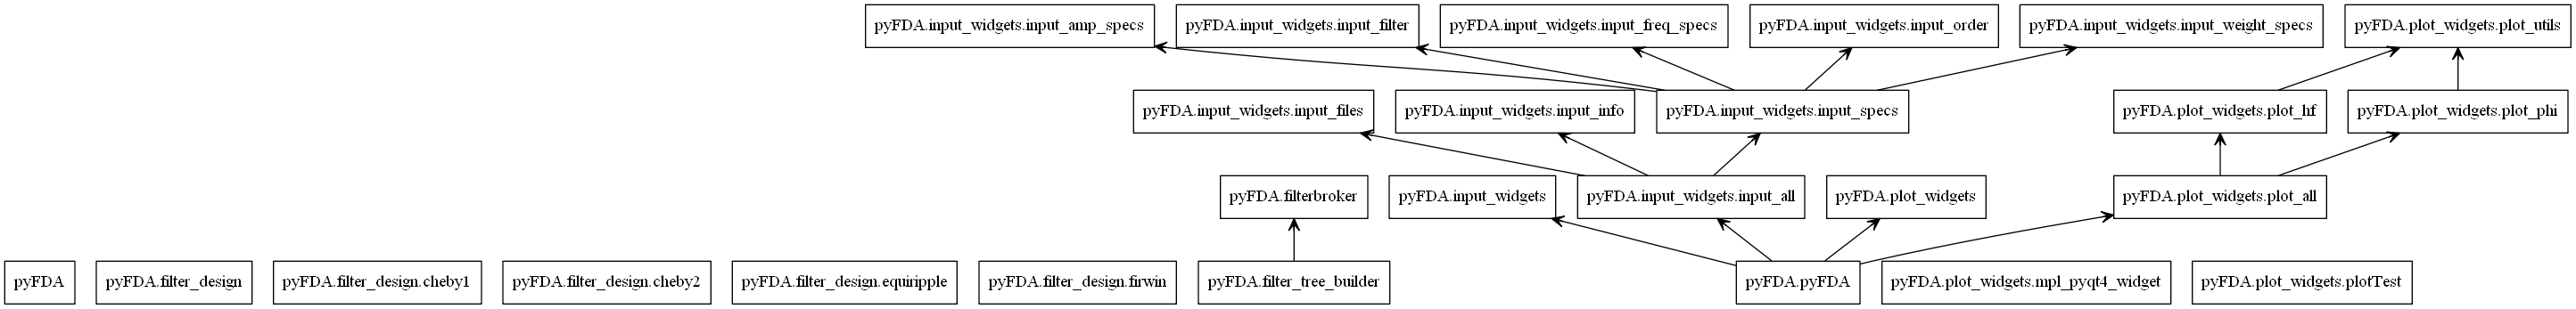 pyFDA.input_widgets.input_amp_specs
pyFDA.input_widgets.input_filter
pyFDA.input_widgets.input_freq_specs
pyFDA.input_widgets.input_order
pyFDA.input_widgets.input_weight_specs
pyFDA.plot_widgets.plot_utils
pyFDA.input_widgets.input_files
pyFDA.input_widgets.input_info
pyFDA.input_widgets.input_specs
pyFDA.plot_widgets.plot_hf
pyFDA.plot_widgets.plot_phi
pyFDA.filterbroker
pyFDA.input_widgets
pyFDA.input_widgets.input_all
pyFDA.plot_widgets
pyFDA.plot_widgets.plot_all
pyFDA
pyFDA.filter_design
pyFDA.filter_design.cheby1
pyFDA.filter_design.cheby2
pyFDA.filter_design.equiripple
pyFDA.filter_design.firwin
pyFDA.filter_tree_builder
pyFDA.pyFDA
pyFDA.plot_widgets.mpl_pyqt4_widget
pyFDA.plot_widgets.plotTest